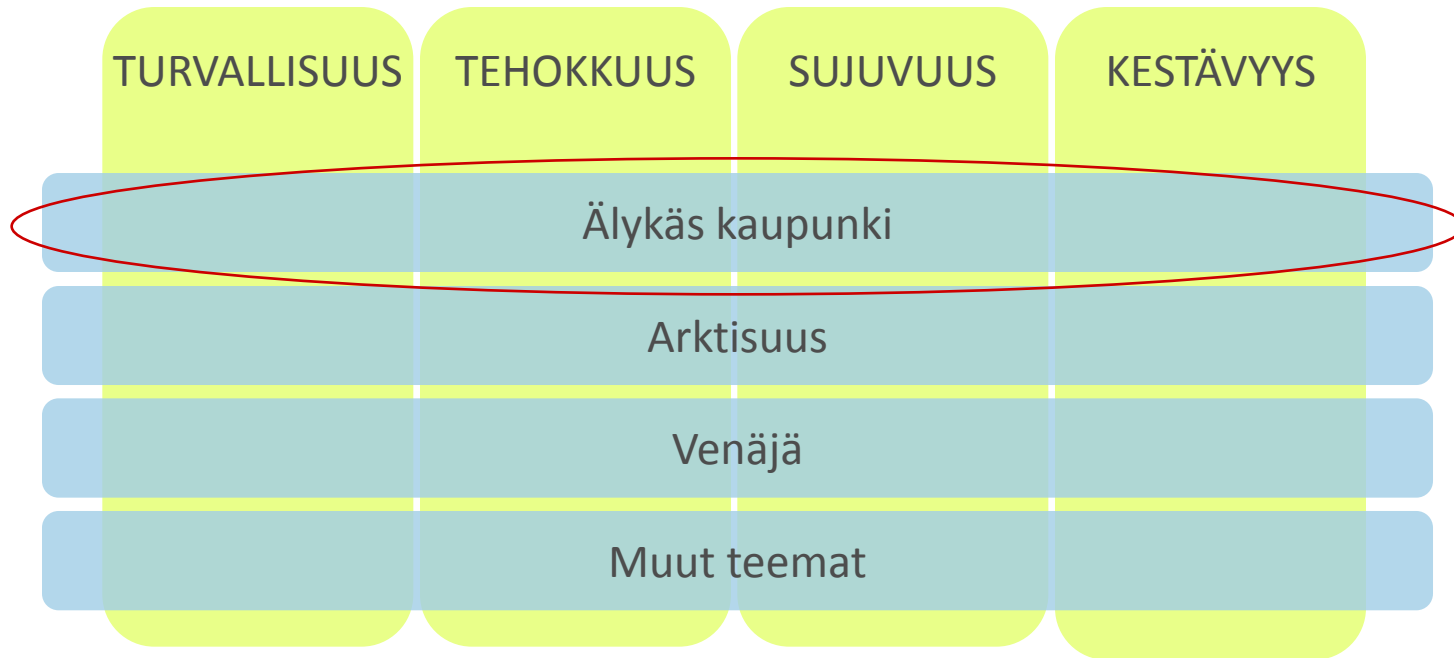 TURVALLISUUS
TEHOKKUUS
SUJUVUUS
KESTÄVYYS
Älykäs kaupunki
Arktisuus
Venäjä
Muut teemat